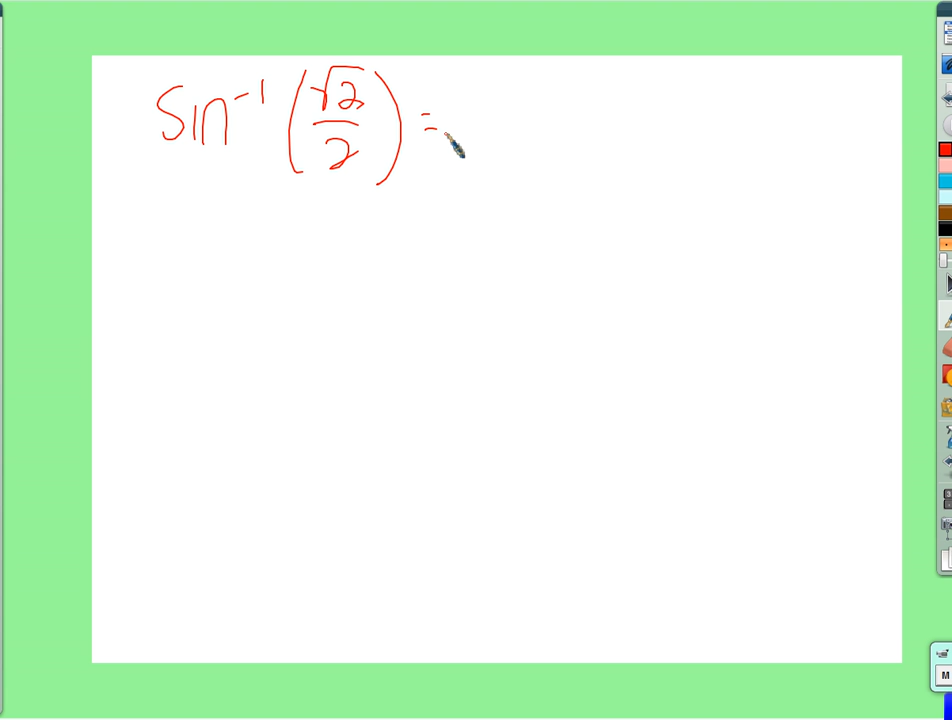 Sin⁻¹ (√2/2) =
M